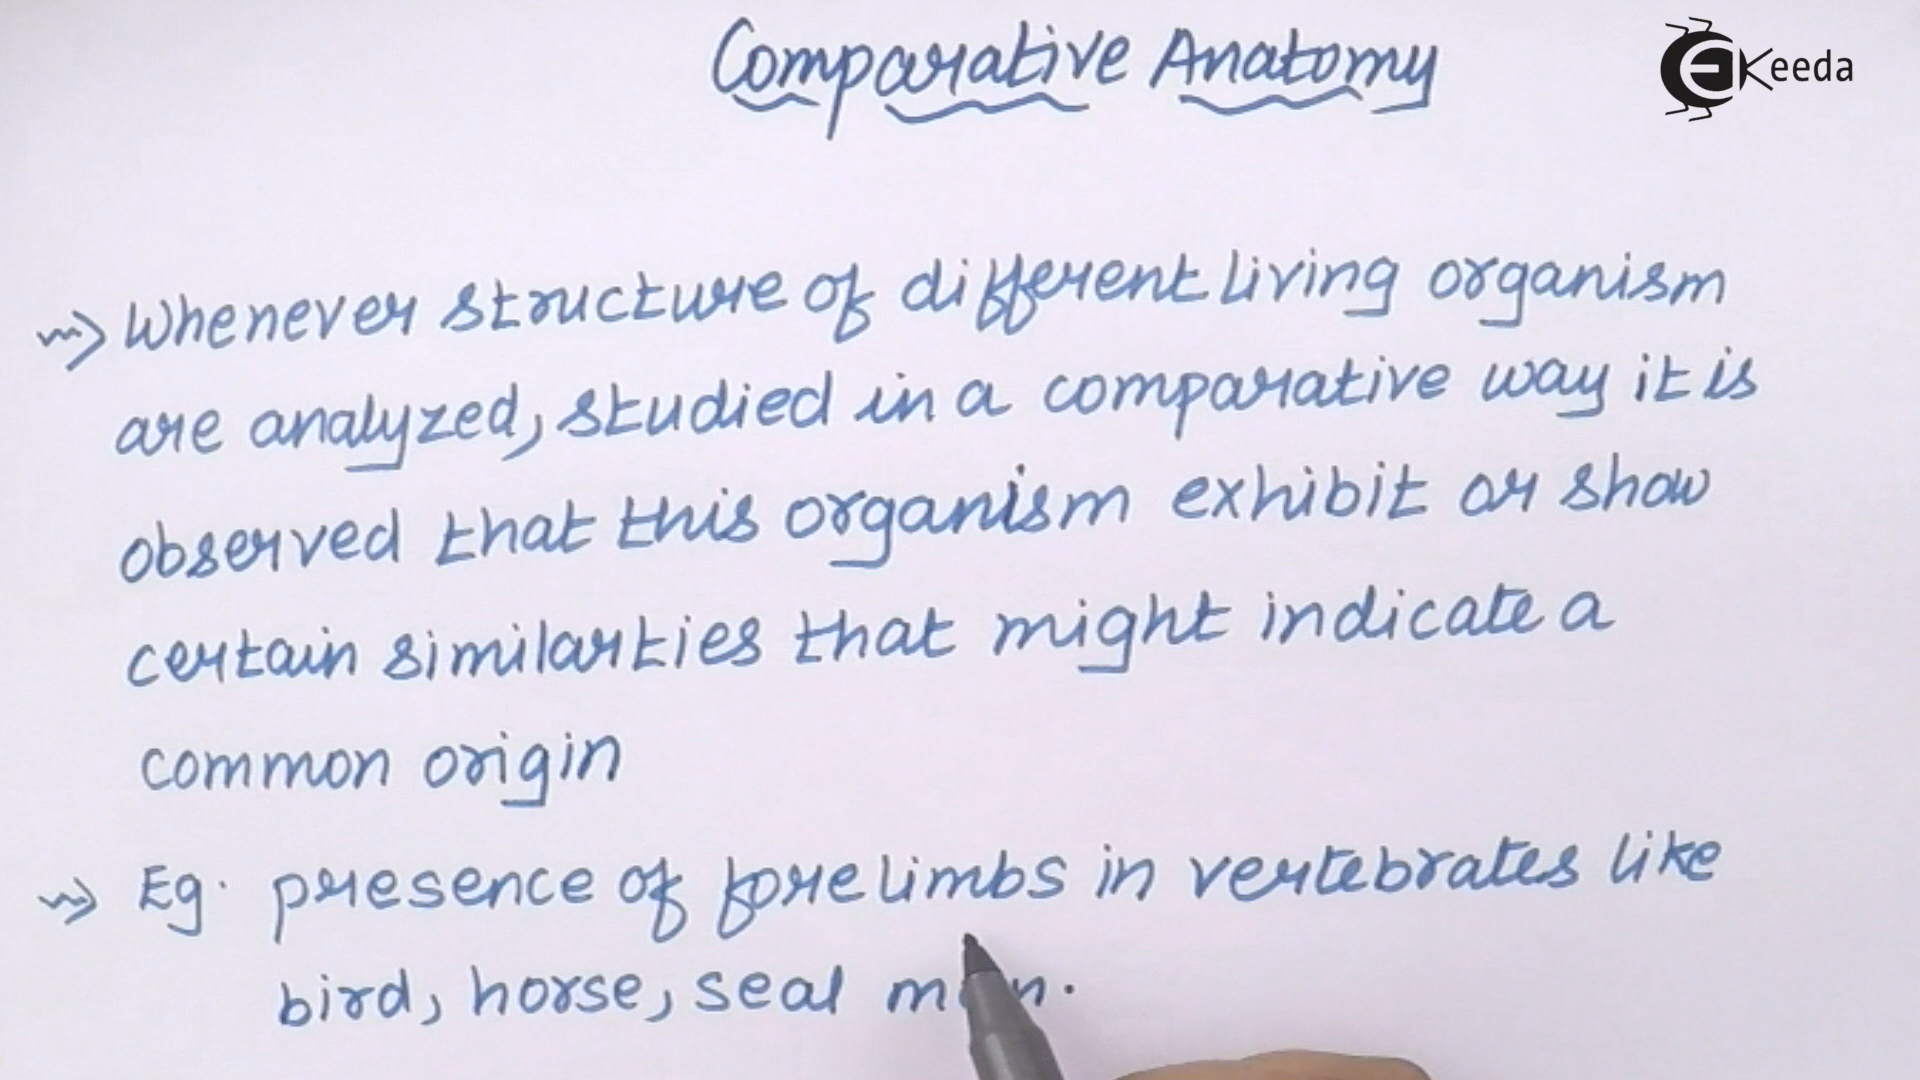 Comparative Anatomy
EKeeda
Whenever structure of different living organism
are analyzed, studied in a comparative way it is
observed that this organism exhibit or show
certain similarties that might indicate a
common origin
Eg. presence of forelimbs in vertebrates like
bird, horse, seal